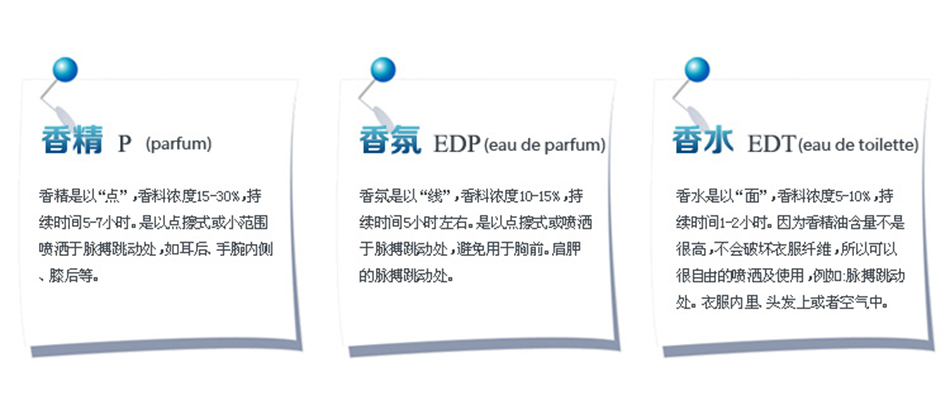 香精 P (parfum)
香精是以“点”,香料浓度15-30%,持
续时间5-7小时。是以点擦式或小范围
喷洒于脉搏跳动处,如耳后、手腕内侧
、膝后等。
香氛 EDP(eau de parfum)
香氛是以“线”,香料浓度10-15%,持
续时间5小时左右。是以点擦式或喷洒
于脉搏跳动处,避免用于胸前。肩胛
的脉搏跳动处。
香水 EDT(eau de toilette)
香水是以“面”,香料浓度5-10%,持
续时间1-2小时。因为香精油含量不是
很高,不会破坏衣服纤维,所以可以
很自由的喷洒及使用,例如:脉搏跳动
处。衣服内里、头发上或者空气中。